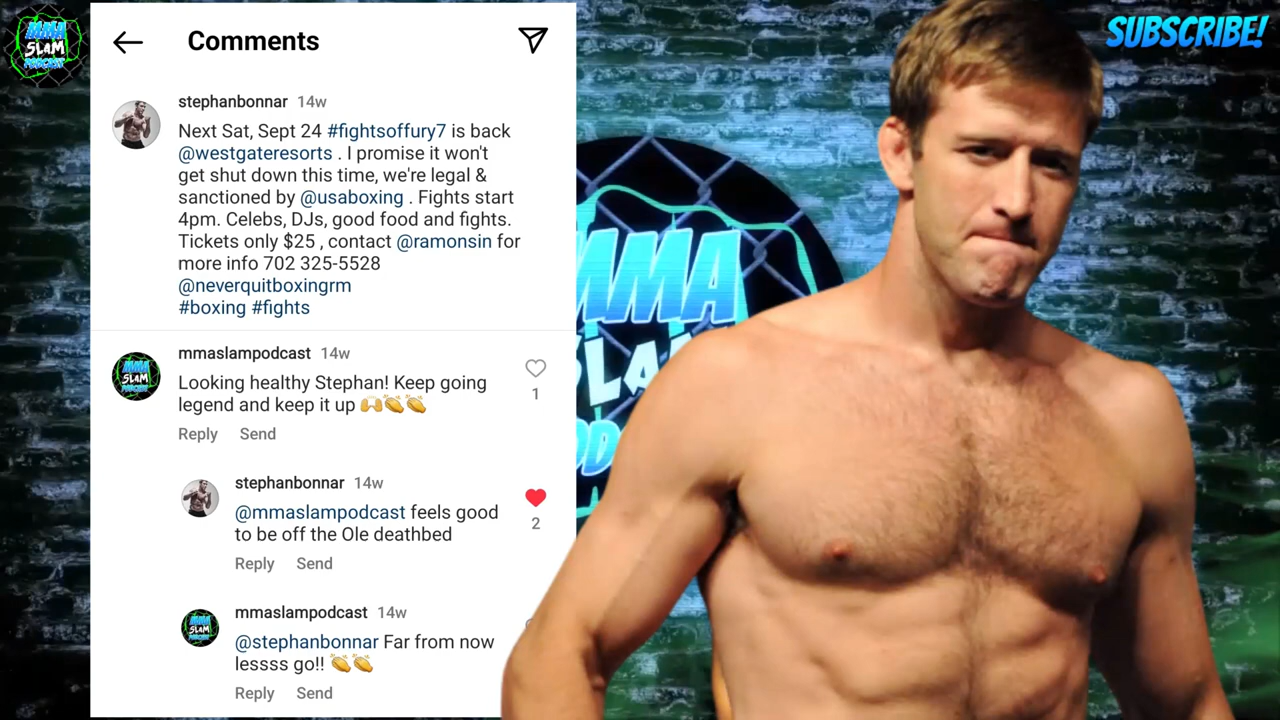 MMA
SLAM
PODCAST
SUBSCRIBE!
Comments
stephanbonnar 14w
Next Sat, Sept 24 #fightsoffury7 is back
@westgateresorts . I promise it won't
get shut down this time, we're legal &
sanctioned by @usaboxing . Fights start
4pm. Celebs, DJs, good food and fights.
Tickets only $25 , contact @ramonsin for
more info 702 325-5528
@neverquitboxingrm
#boxing #fights
mmaslampodcast 14w
Looking healthy Stephan! Keep going
legend and keep it up 🙌👏👏
1
Reply Send
stephanbonnar 14w
@mmaslampodcast feels good
to be off the Ole deathbed
2
Reply Send
mmaslampodcast 14w
@stephanbonnar Far from now
lessss go!! 👏👏
Reply Send
MMA